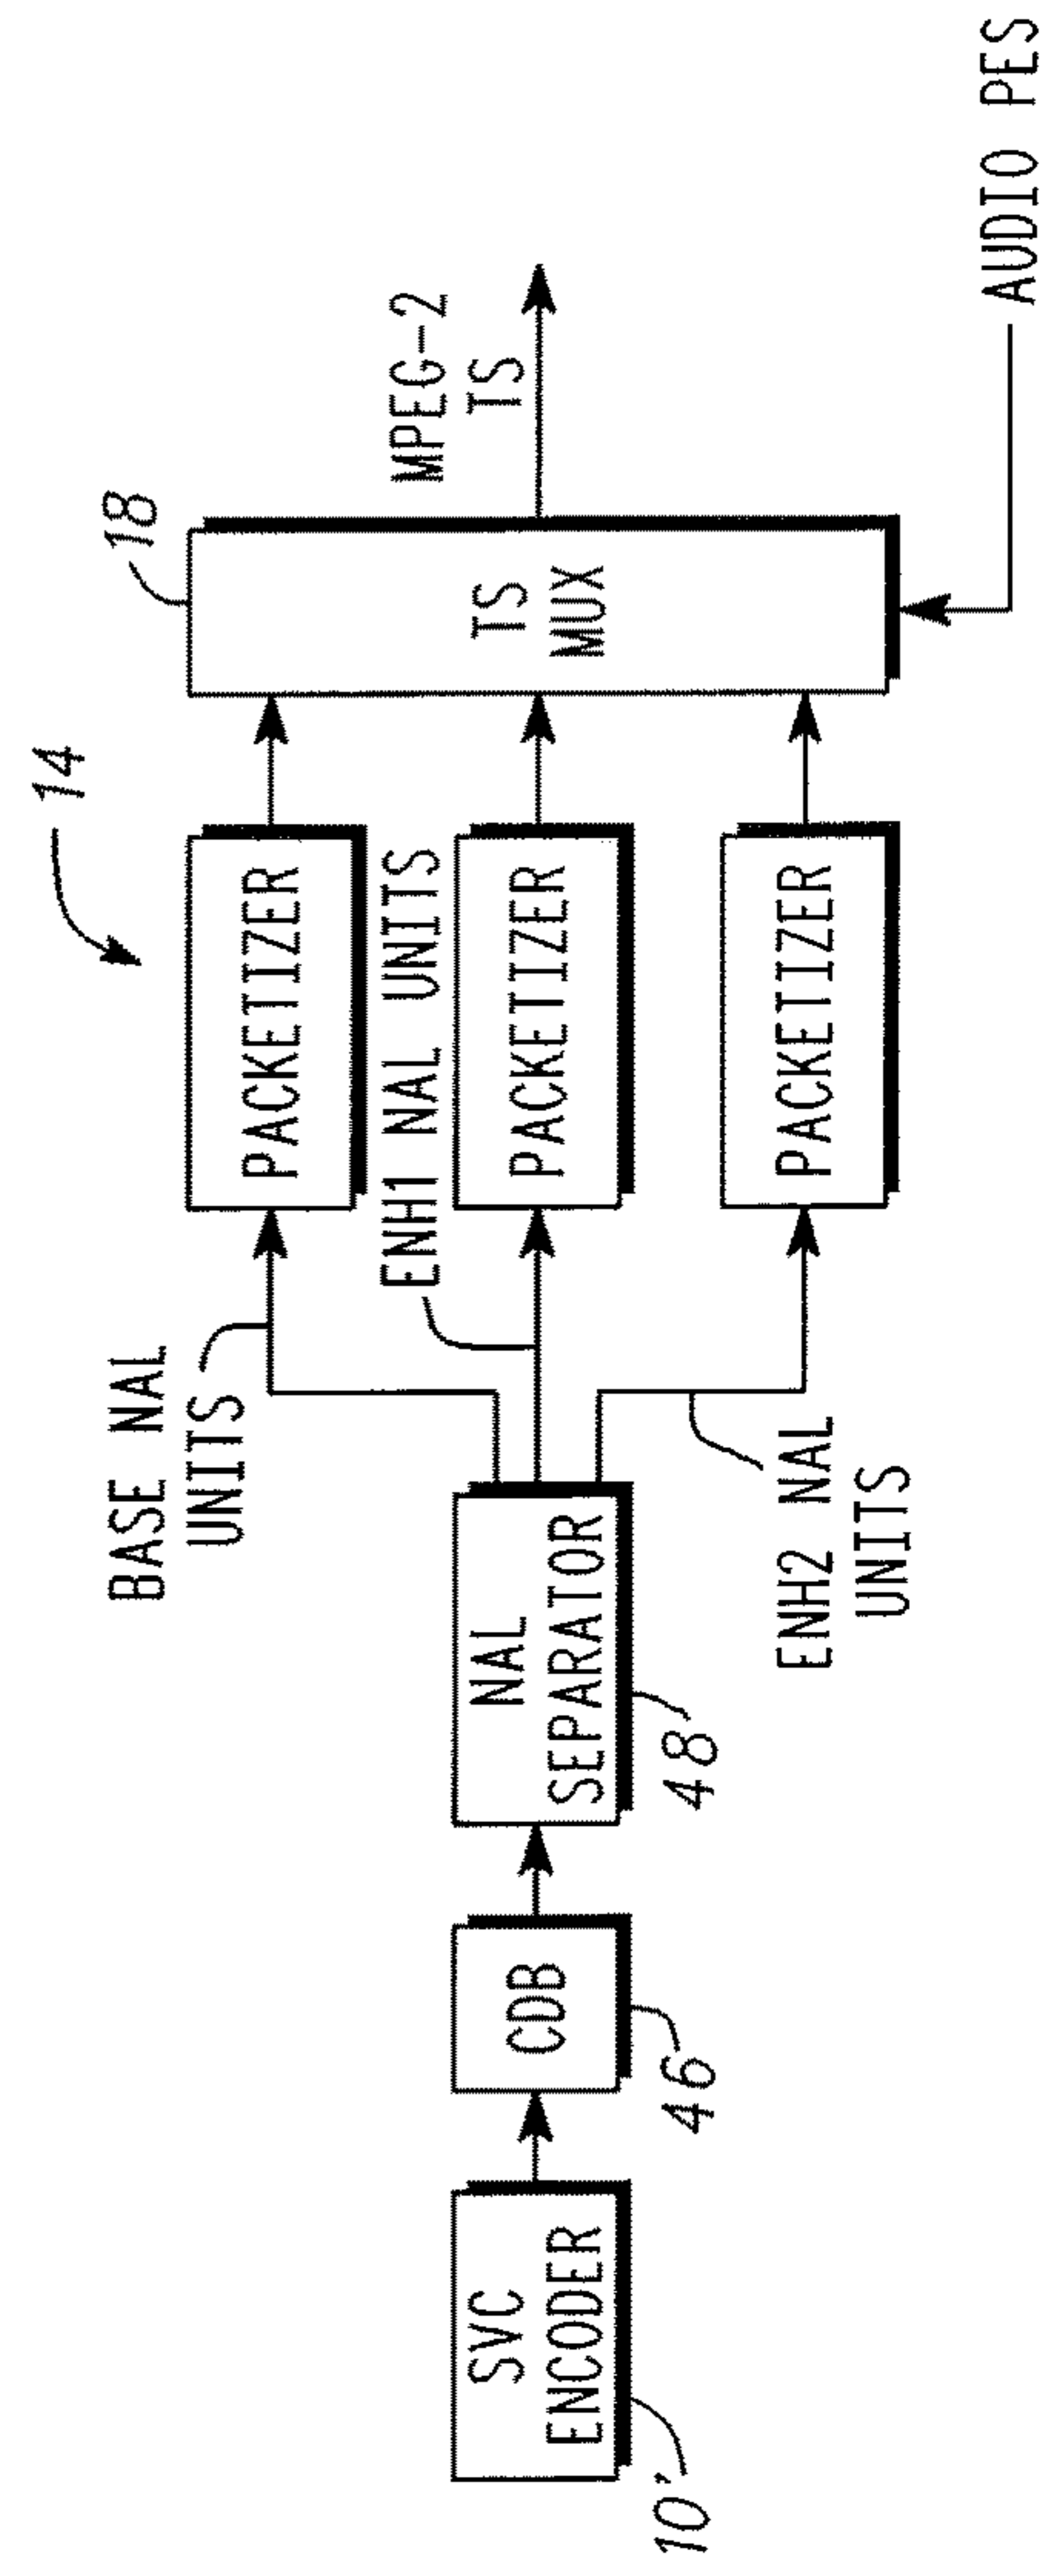 SVC
ENCODER
10'
CDB
46
NAL
SEPARATOR
48
BASE NAL
UNITS
ENH1 NAL UNITS
ENH2 NAL
UNITS
14
PACKETIZER
PACKETIZER
PACKETIZER
18
TS
MUX
MPEG-2
TS
AUDIO PES